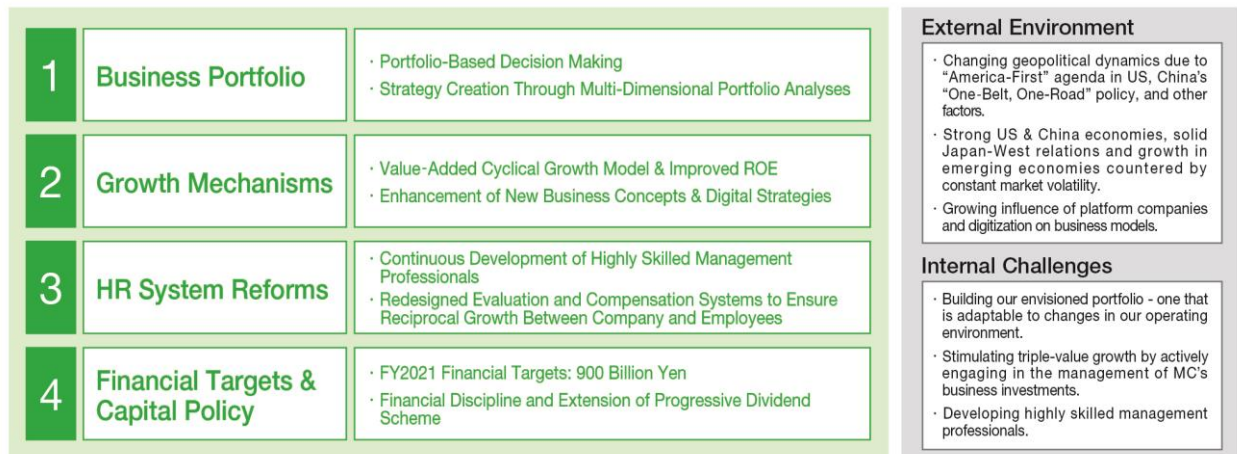 1
Business Portfolio
· Portfolio-Based Decision Making
· Strategy Creation Through Multi-Dimensional Portfolio Analyses
2
Growth Mechanisms
· Value-Added Cyclical Growth Model & Improved ROE
· Enhancement of New Business Concepts & Digital Strategies
3
HR System Reforms
· Continuous Development of Highly Skilled Management
Professionals
· Redesigned Evaluation and Compensation Systems to Ensure
Reciprocal Growth Between Company and Employees
4
Financial Targets &
Capital Policy
· FY2021 Financial Targets: 900 Billion Yen
· Financial Discipline and Extension of Progressive Dividend
Scheme
External Environment
· Changing geopolitical dynamics due to
“America-First” agenda in US, China’s
“One-Belt, One-Road” policy, and other
factors.
· Strong US & China economies, solid
Japan-West relations and growth in
emerging economies countered by
constant market volatility.
· Growing influence of platform companies
and digitization on business models.
Internal Challenges
· Building our envisioned portfolio - one that
is adaptable to changes in our operating
environment.
· Stimulating triple-value growth by actively
engaging in the management of MC’s
business investments.
· Developing highly skilled management
professionals.